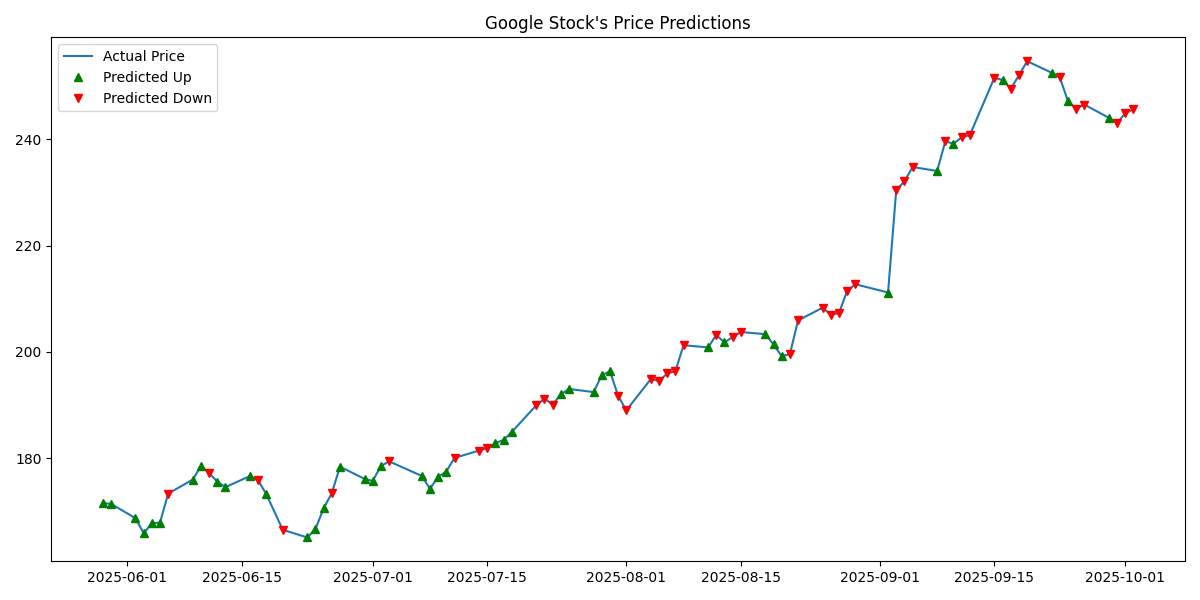 Google Stock's Price Predictions
Actual Price
Predicted Up
Predicted Down
240
220
200
180
2025-06-01 2025-06-15 2025-07-01 2025-07-15 2025-08-01 2025-08-15 2025-09-01 2025-09-15 2025-10-01